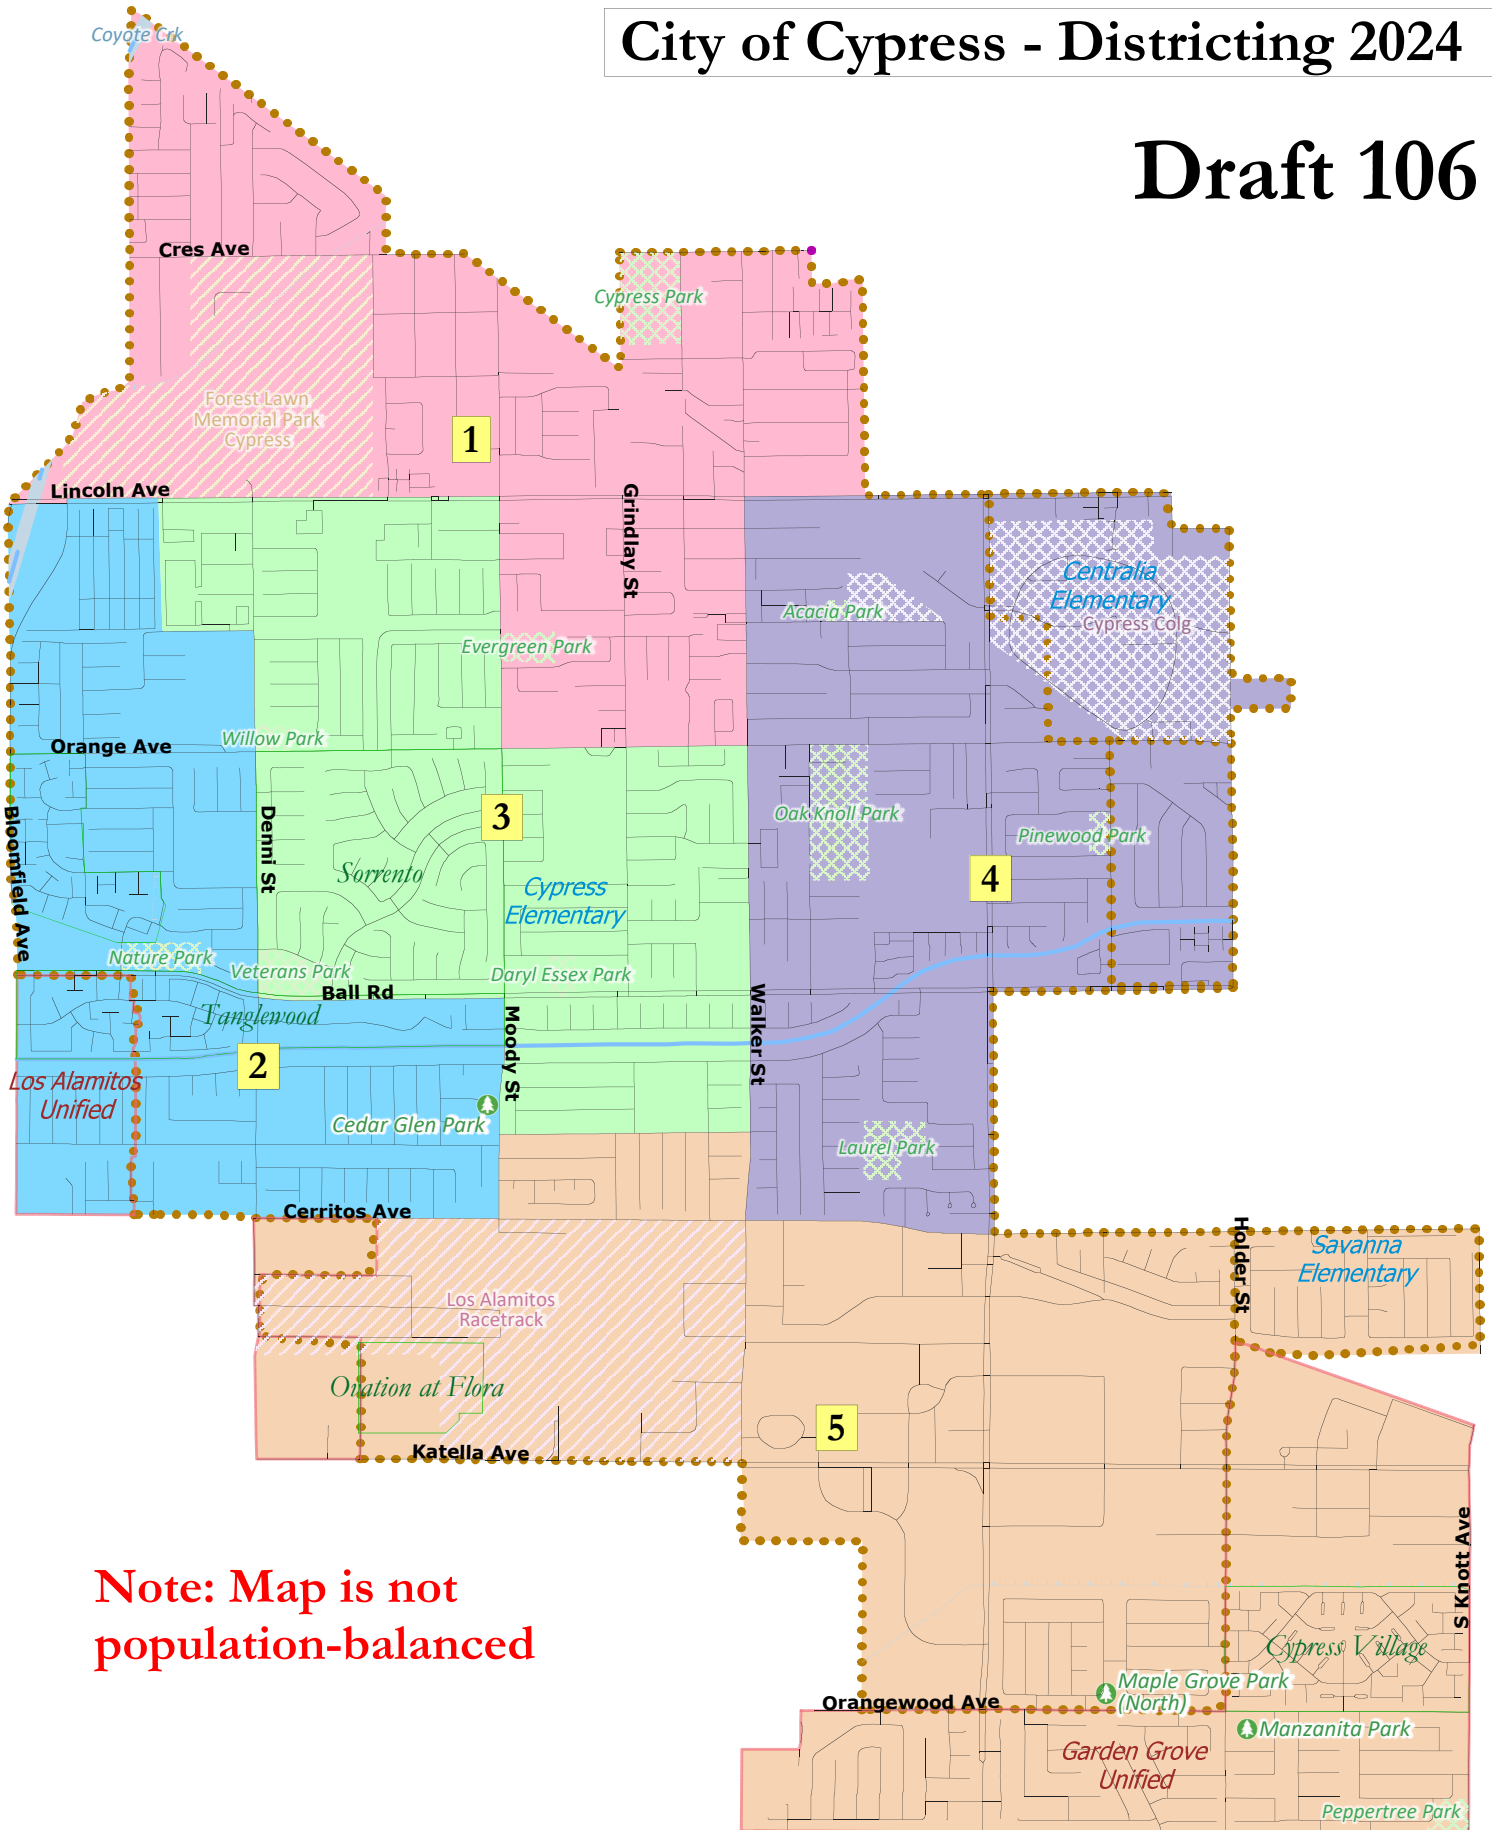 City of Cypress - Districting 2024
Draft 106
Coyote Crk
Cres Ave
Cypress Park
Forest Lawn
Memorial Park
Cypress
1
Lincoln Ave
Grindlay St
Centralia
Elementary
Cypress Colg
Acacia Park
Evergreen Park
Willow Park
Orange Ave
Bloomfield Ave
Denni St
3
Oak Knoll Park
Pinewood Park
Sorrento
Cypress
Elementary
4
Nature Park
Veterans Park
Daryl Essex Park
Ball Rd
Tanglewood
Moody St
Walker St
2
Los Alamitos
Unified
Cedar Glen Park
Laurel Park
Cerritos Ave
Holder St
Savanna
Elementary
Los Alamitos
Racetrack
Ovation at Flora
5
Katella Ave
S Knott Ave
Note: Map is not
population-balanced
Cypress Village
Maple Grove Park
(North)
Orangewood Ave
Manzanita Park
Garden Grove
Unified
Peppertree Park